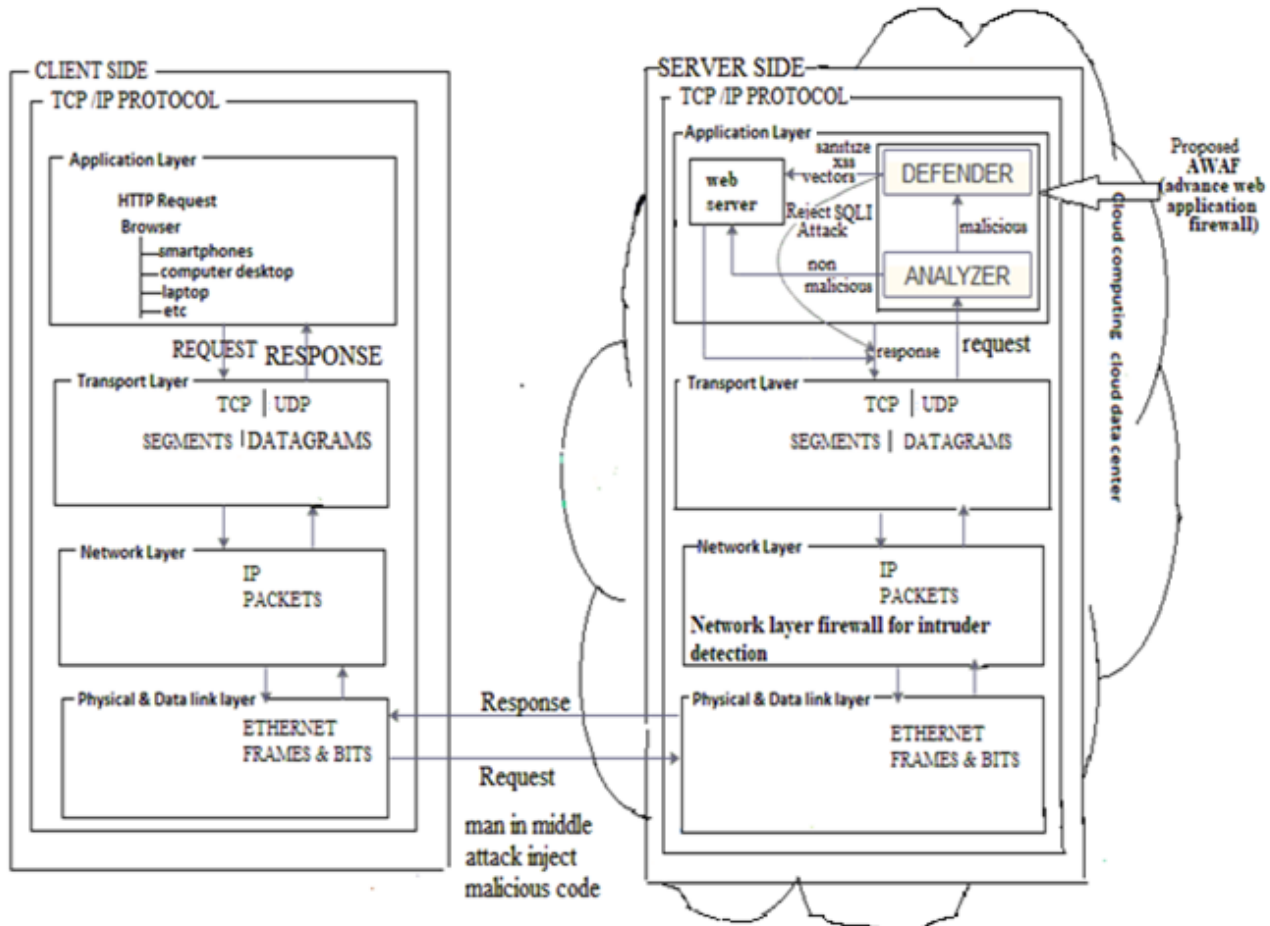 CLIENT SIDE
TCP /IP PROTOCOL
Application Layer
HTTP Request
Browser
smartphones
computer desktop
laptop
etc
REQUEST RESPONSE
Transport Layer
TCP | UDP
SEGMENTS | DATAGRAMS
Network Layer
IP
PACKETS
Physical & Data link layer
ETHERNET
FRAMES & BITS
Response
Request
man in middle
attack inject
malicious code
SERVER SIDE
TCP /IP PROTOCOL
Application Layer
web
server
sanitize
xss
vectors
DEFENDER
Reject SQLI
Attack
malicious
non
malicious
ANALYZER
response
request
Transport Layer
TCP | UDP
SEGMENTS | DATAGRAMS
Network Layer
IP
PACKETS
Network layer firewall for intruder
detection
Physical & Data link layer
ETHERNET
FRAMES & BITS
Proposed
AWAF
(advance web
application
firewall)
Cloud computing cloud data center